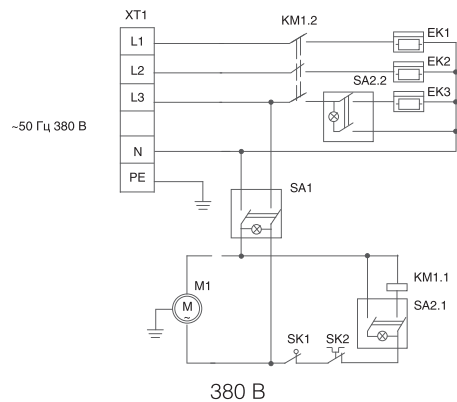 XT1
L1
L2
L3
N
PE
~50 Гц 380 В
KM1.2
EK1
EK2
EK3
SA2.2
SA1
M1
M
~
KM1.1
SA2.1
SK1
SK2
380 В